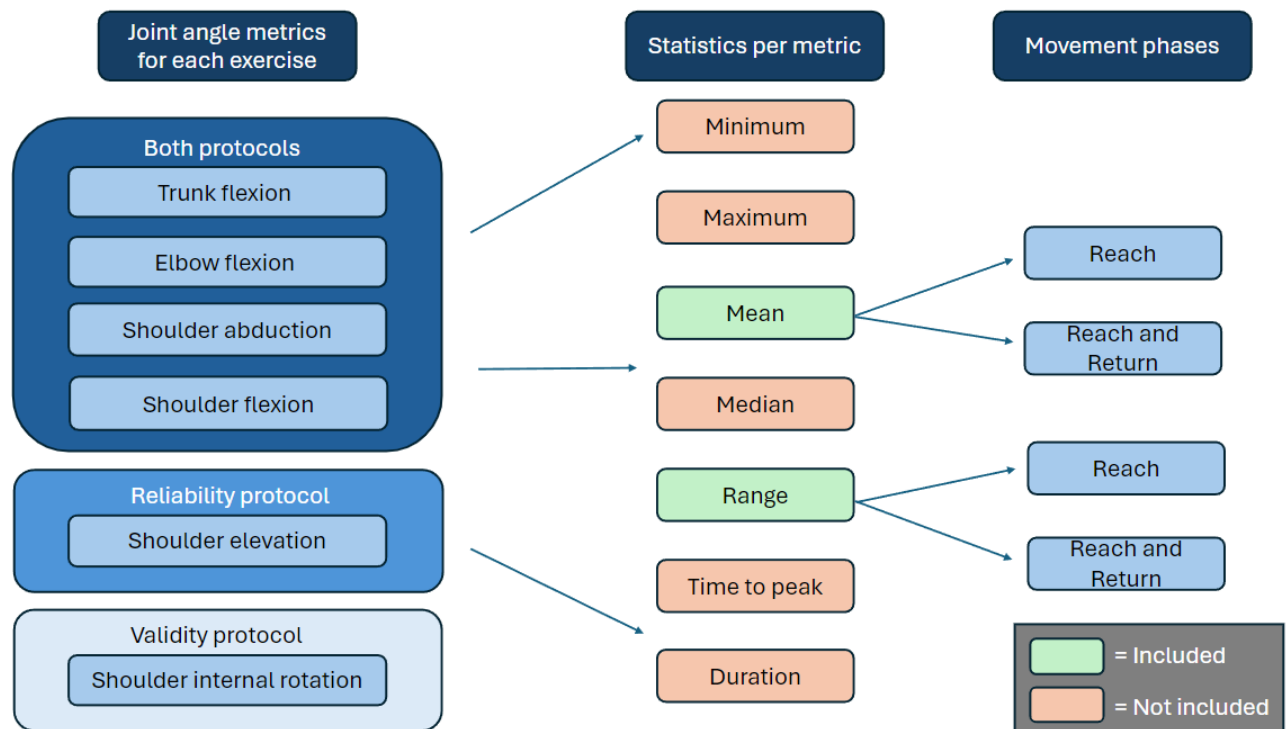 Joint angle metrics
for each exercise
Both protocols
Trunk flexion
Elbow flexion
Shoulder abduction
Shoulder flexion
Reliability protocol
Shoulder elevation
Validity protocol
Shoulder internal rotation
Statistics per metric
Minimum
Maximum
Mean
Median
Range
Time to peak
Duration
Movement phases
Reach
Reach and
Return
Reach
Reach and
Return
= Included
= Not included